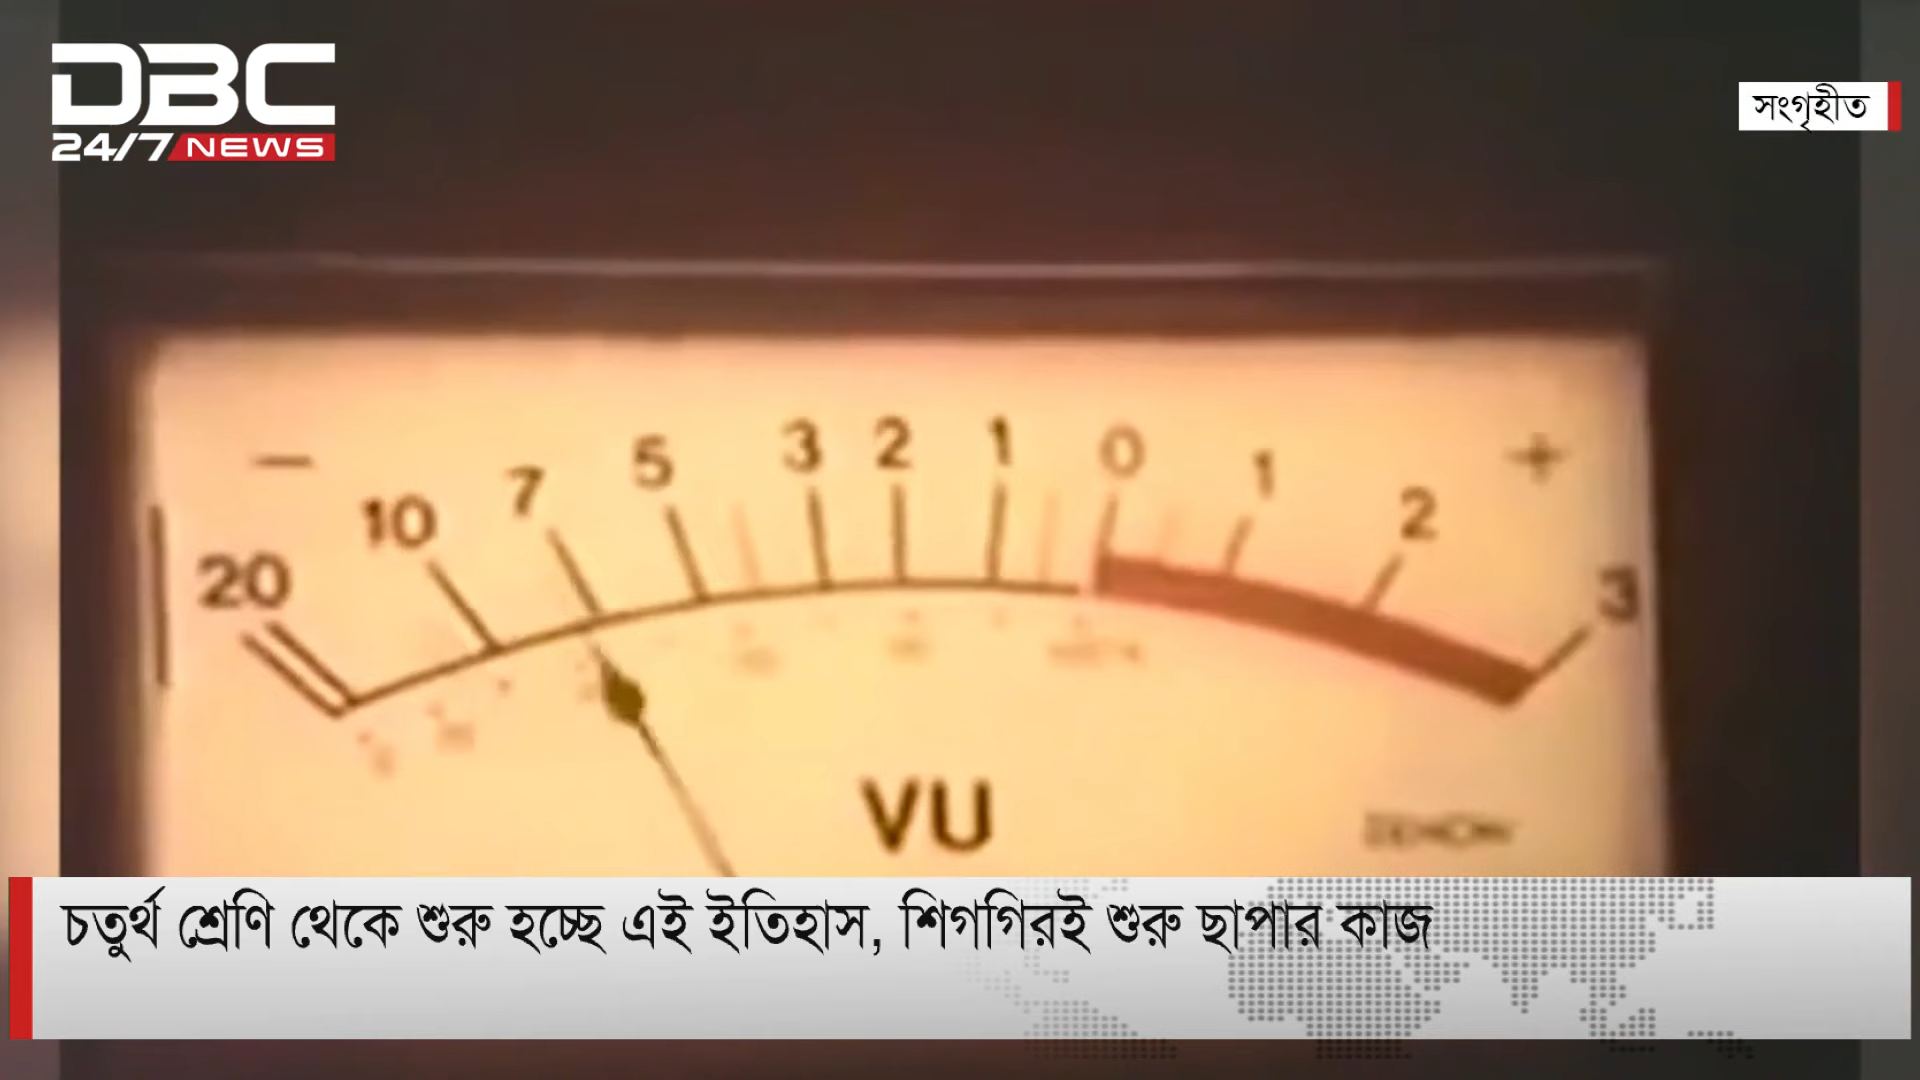 DBC
24/7 NEWS
সংগৃহীত
− 20 10 7 5 3 2 1 0 1 2 3 +
VU
চতুর্থ শ্রেণি থেকে শুরু হচ্ছে এই ইতিহাস, শিগগিরই শুরু ছাপার কাজ